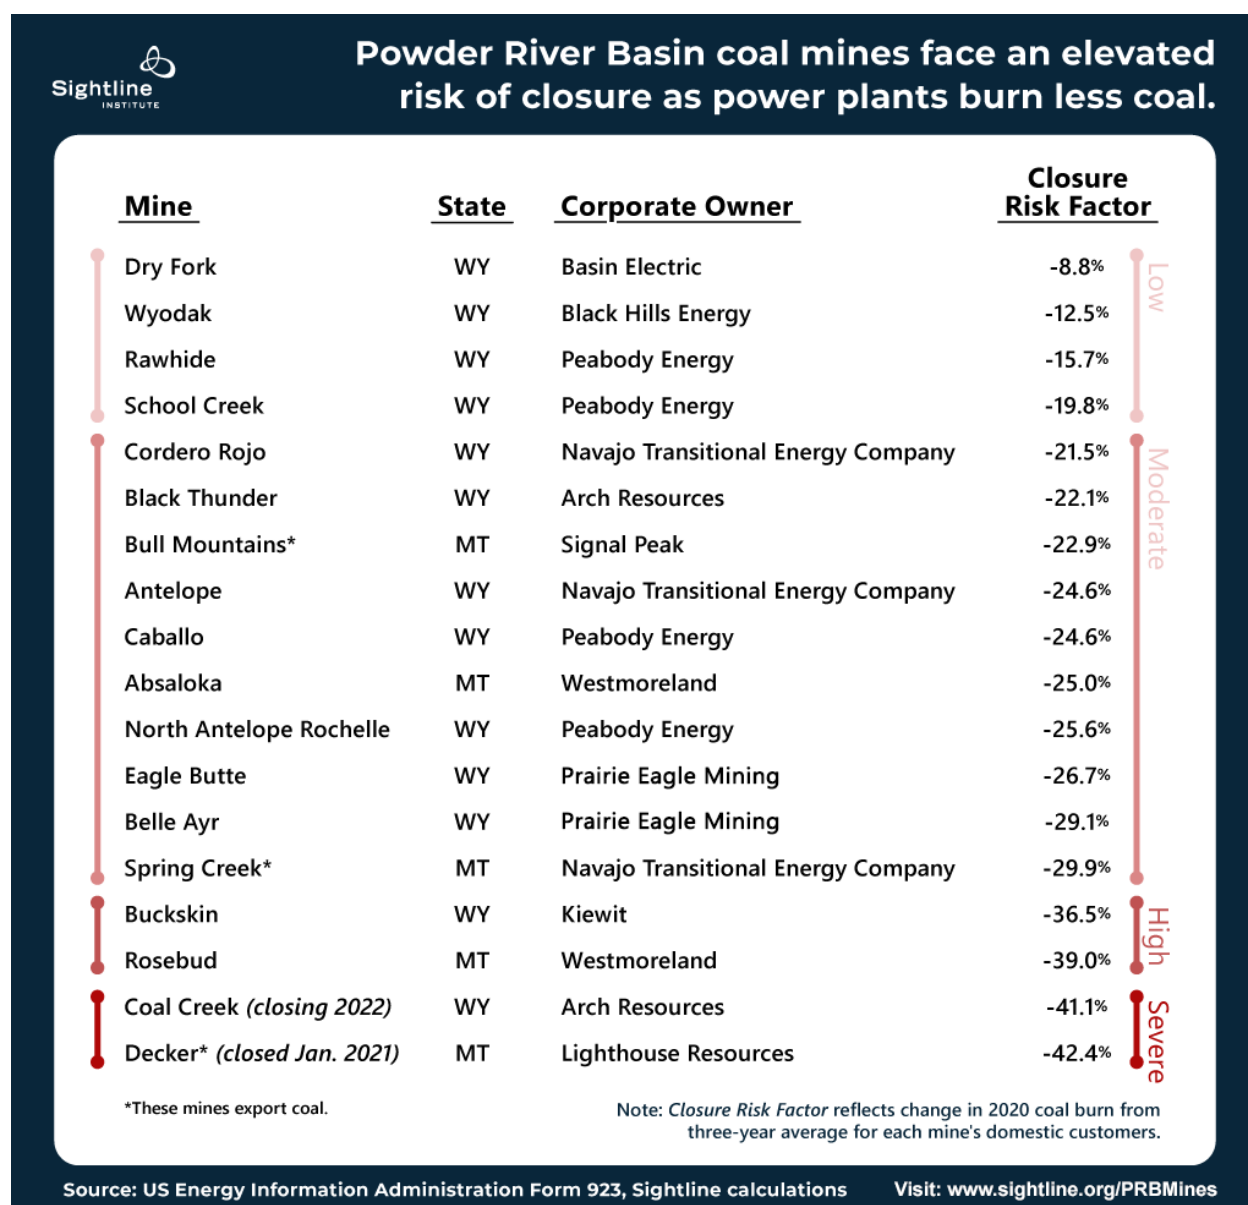 Sightline
INSTITUTE
Powder River Basin coal mines face an elevated
risk of closure as power plants burn less coal.
Mine State Corporate Owner Closure
Risk Factor
Dry Fork WY Basin Electric -8.8%
Wyodak WY Black Hills Energy -12.5%
Rawhide WY Peabody Energy -15.7%
School Creek WY Peabody Energy -19.8%
Low
Cordero Rojo WY Navajo Transitional Energy Company -21.5%
Black Thunder WY Arch Resources -22.1%
Bull Mountains* MT Signal Peak -22.9%
Antelope WY Navajo Transitional Energy Company -24.6%
Caballo WY Peabody Energy -24.6%
Absaloka MT Westmoreland -25.0%
North Antelope Rochelle WY Peabody Energy -25.6%
Eagle Butte WY Prairie Eagle Mining -26.7%
Belle Ayr WY Prairie Eagle Mining -29.1%
Spring Creek* MT Navajo Transitional Energy Company -29.9%
Moderate
Buckskin WY Kiewit -36.5%
Rosebud MT Westmoreland -39.0%
High
Coal Creek (closing 2022) WY Arch Resources -41.1%
Decker* (closed Jan. 2021) MT Lighthouse Resources -42.4%
Severe
*These mines export coal.
Note: Closure Risk Factor reflects change in 2020 coal burn from
three-year average for each mine's domestic customers.
Source: US Energy Information Administration Form 923, Sightline calculations
Visit: www.sightline.org/PRBMines